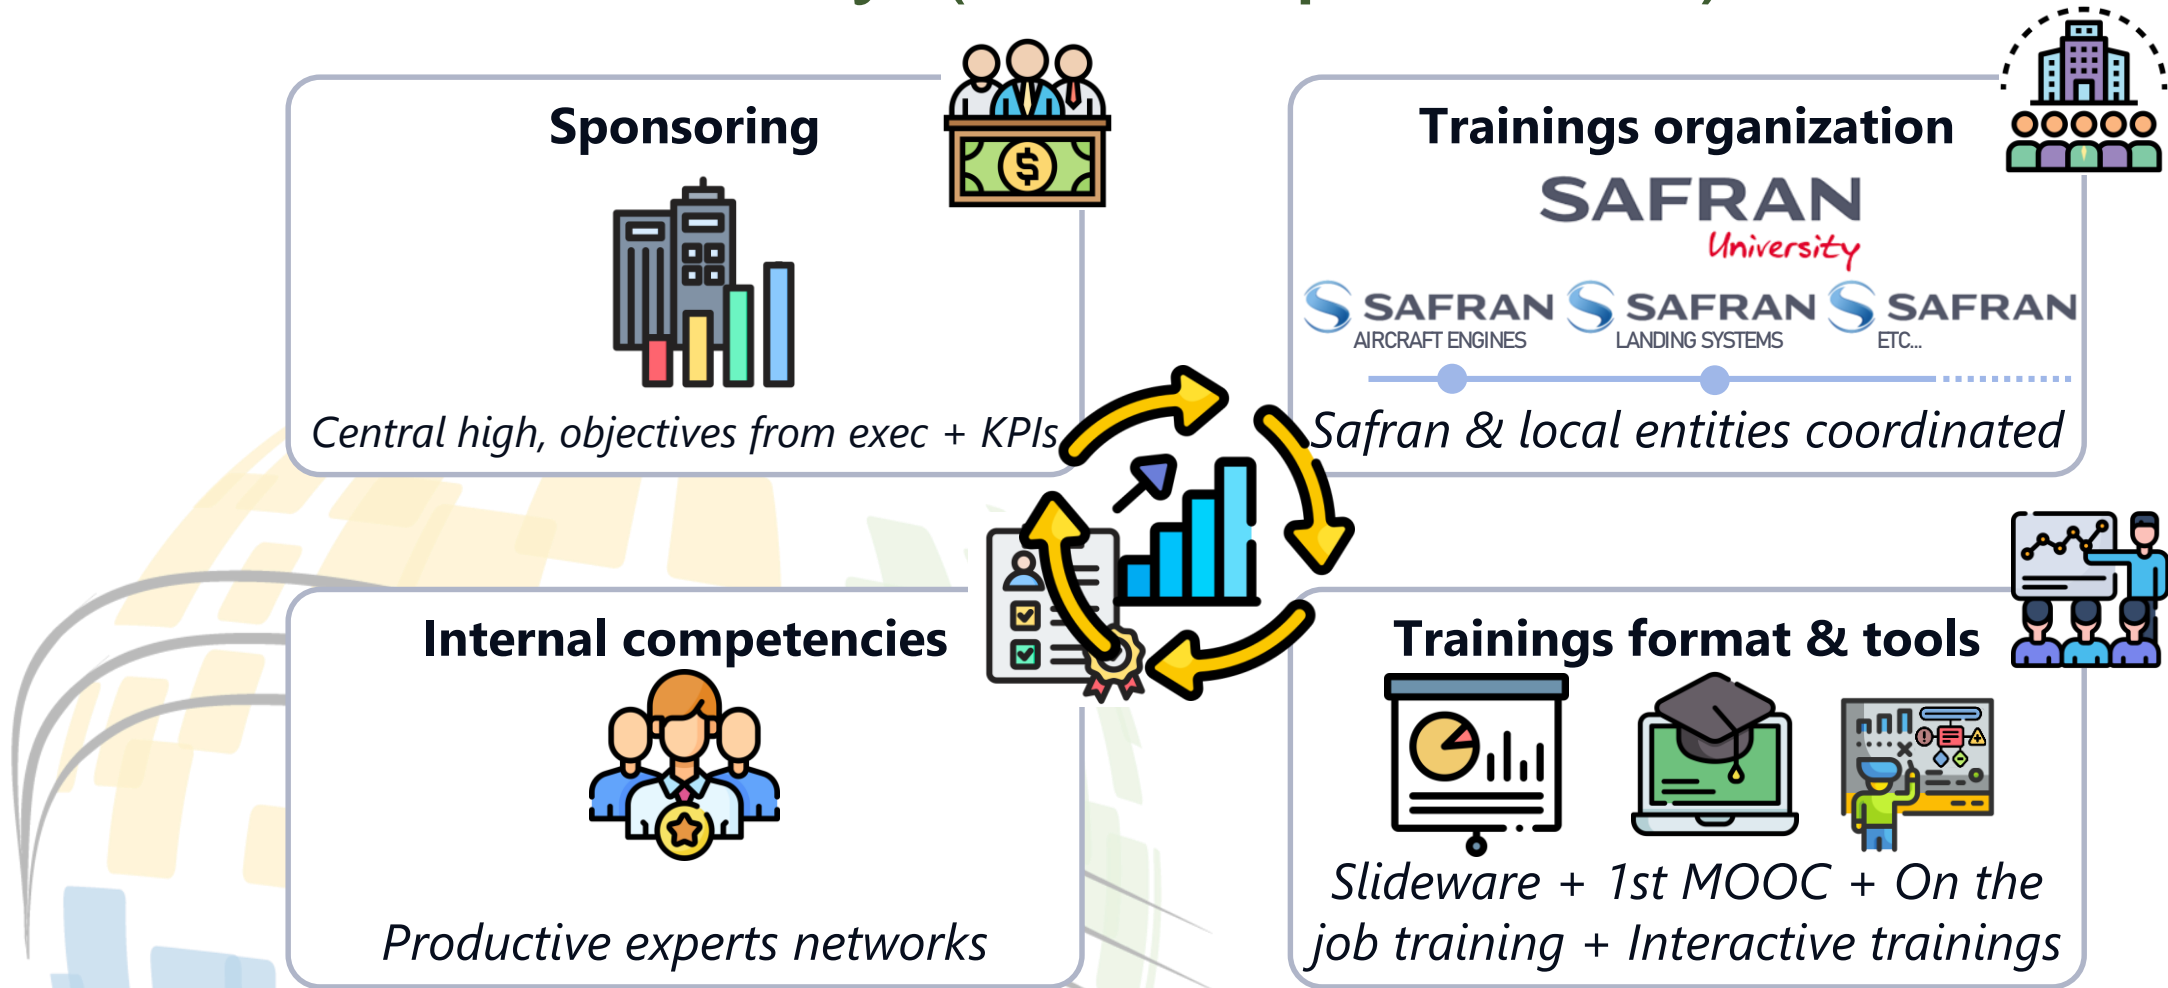 Sponsoring
Central high, objectives from exec + KPIs
Trainings organization
SAFRAN
University
SAFRAN
AIRCRAFT ENGINES
SAFRAN
LANDING SYSTEMS
SAFRAN
ETC...
Safran & local entities coordinated
Internal competencies
Productive experts networks
Trainings format & tools
Slideware + 1st MOOC + On the
job training + Interactive trainings